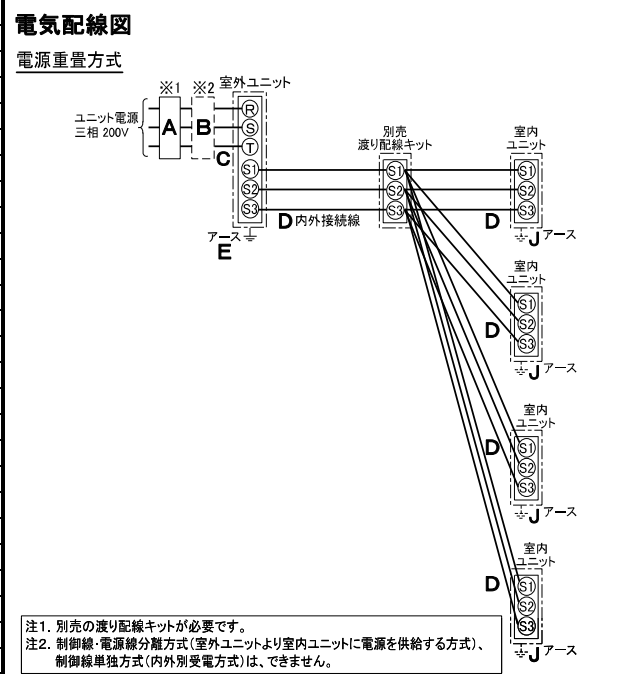 電気配線図
電源重畳方式
※1 ※2 室外ユニット
ユニット電源
三相 200V
A B C
R
S
T
S1
S2
S3
アース
E
D 内外接続線
別売
渡り配線キット
S1
S2
S3
室内
ユニット
S1
S2
S3
D
J アース
室内
ユニット
S1
S2
S3
D
J アース
室内
ユニット
S1
S2
S3
D
J アース
室内
ユニット
S1
S2
S3
D
J アース
注1. 別売の渡り配線キットが必要です。
注2. 制御線・電源線分離方式(室外ユニットより室内ユニットに電源を供給する方式)、
制御線単独方式(内外別受電方式)は、できません。